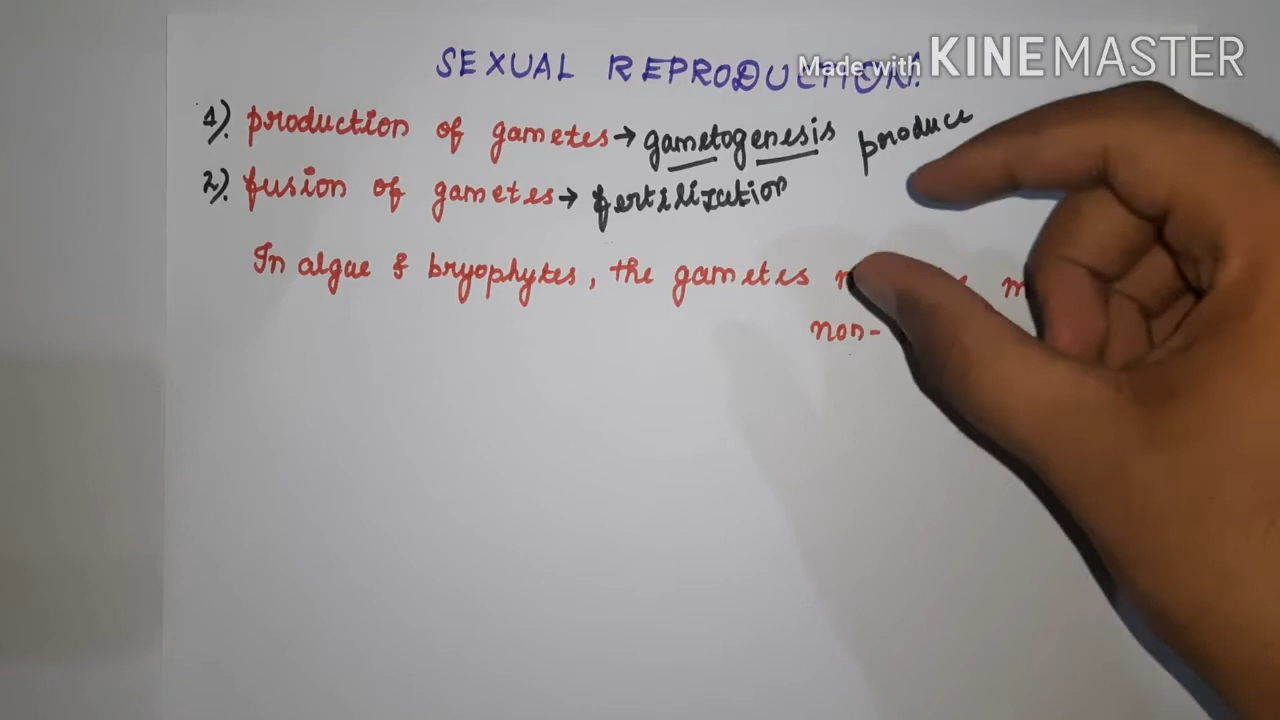 SEXUAL REPRODUCTION:
Made with KINEMASTER
1). production of gametes → gametogenesis produce
2). fusion of gametes → fertilization
In algae & bryophytes, the gametes
non-